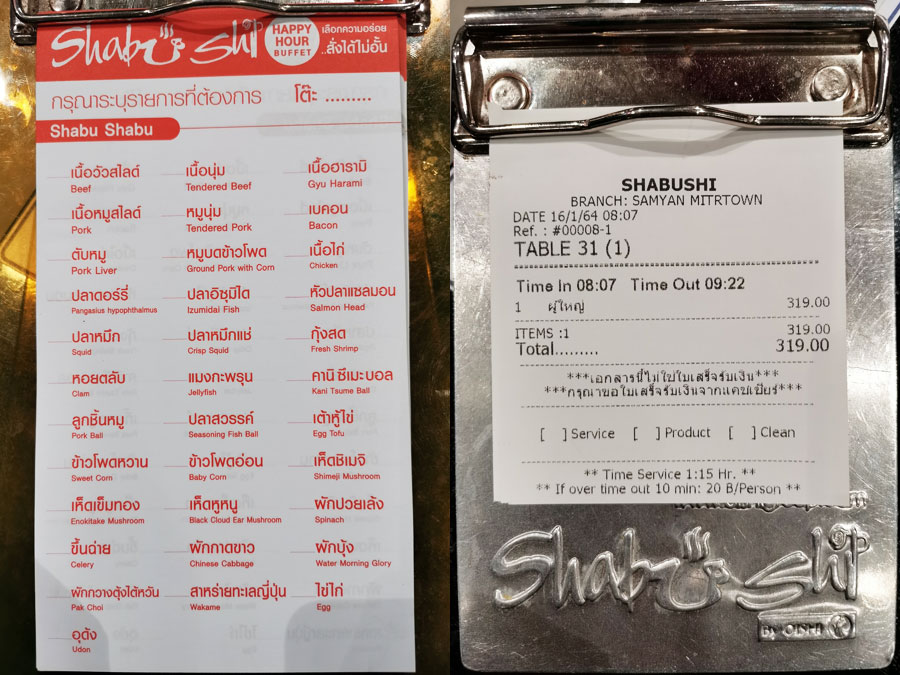 Shabu shi
HAPPY
HOUR
BUFFET
เลือกความอร่อย
..สั่งได้ไม่อั้น
กรุณาระบุรายการที่ต้องการ โต๊ะ .........
Shabu Shabu
เนื้อวัวสไลด์ เนื้อนุ่ม เนื้อฮารามิ
Beef Tendered Beef Gyu Harami
เนื้อหมูสไลด์ หมูนุ่ม เบคอน
Pork Tendered Pork Bacon
ตับหมู หมูบดข้าวโพด เนื้อไก่
Pork Liver Ground Pork with Corn Chicken
ปลาดอร์รี่ ปลาอิซุมิได หัวปลาแซลมอน
Pangasius hypophthalmus Izumidai Fish Salmon Head
ปลาหมึก ปลาหมึกแช่ กุ้งสด
Squid Crisp Squid Fresh Shrimp
หอยตลับ แมงกะพรุน คานิ ซึเมะบอล
Clam Jellyfish Kani Tsume Ball
ลูกชิ้นหมู ปลาสวรรค์ เต้าหู้ไข่
Pork Ball Seasoning Fish Ball Egg Tofu
ข้าวโพดหวาน ข้าวโพดอ่อน เห็ดชิเมจิ
Sweet Corn Baby Corn Shimeji Mushroom
เห็ดเข็มทอง เห็ดหูหนู ผักปวยเล้ง
Enokitake Mushroom Black Cloud Ear Mushroom Spinach
ขึ้นฉ่าย ผักกาดขาว ผักบุ้ง
Celery Chinese Cabbage Water Morning Glory
ผักกวางตุ้งไต้หวัน สาหร่ายทะเลญี่ปุ่น ไข่ไก่
Pak Choi Wakame Egg
อุด้ง
Udon
SHABUSHI
BRANCH: SAMYAN MITRTOWN
DATE 16/1/64 08:07
Ref. : #00008-1
TABLE 31 (1)
Time In 08:07 Time Out 09:22
1 ผู้ใหญ่ 319.00
ITEMS :1 319.00
Total......... 319.00
***เอกสารนี้ไม่ใช่ใบเสร็จรับเงิน***
***กรุณาขอใบเสร็จรับเงินจากแคชเชียร์***
[ ] Service [ ] Product [ ] Clean
** Time Service 1:15 Hr. **
** If over time out 10 min: 20 B/Person **
Shabu shi
By OISHI